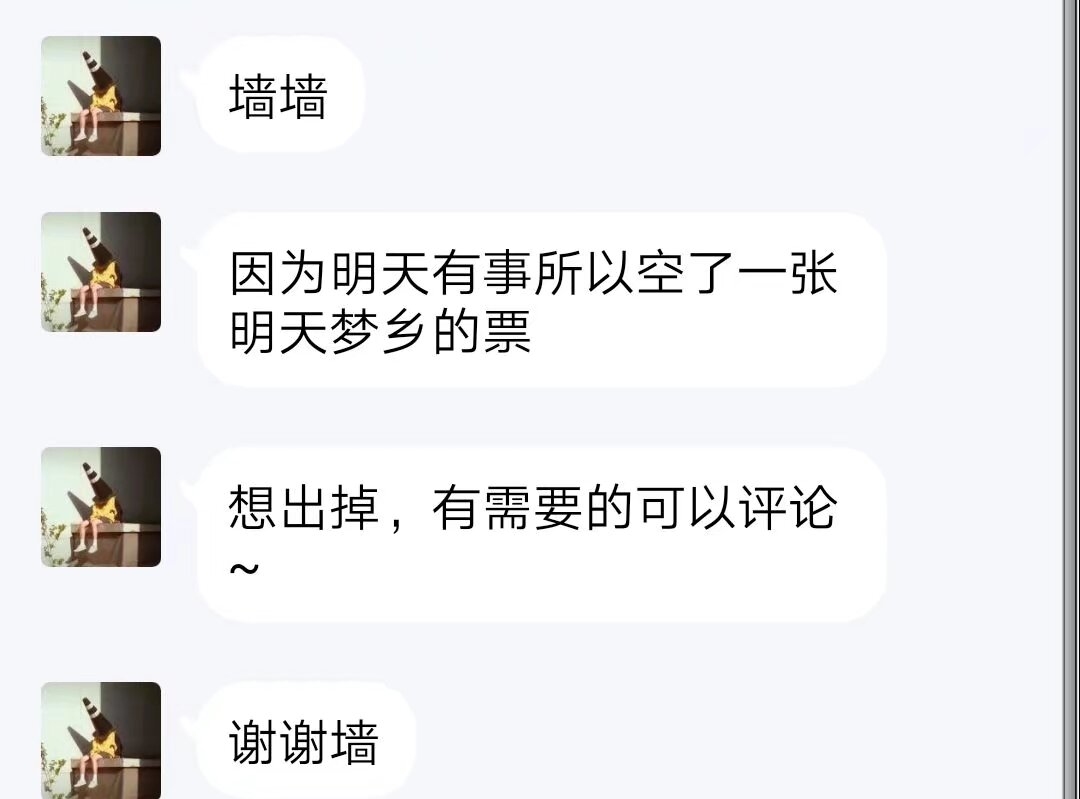 墙墙
因为明天有事所以空了一张
明天梦乡的票
想出掉，有需要的可以评论
~
谢谢墙